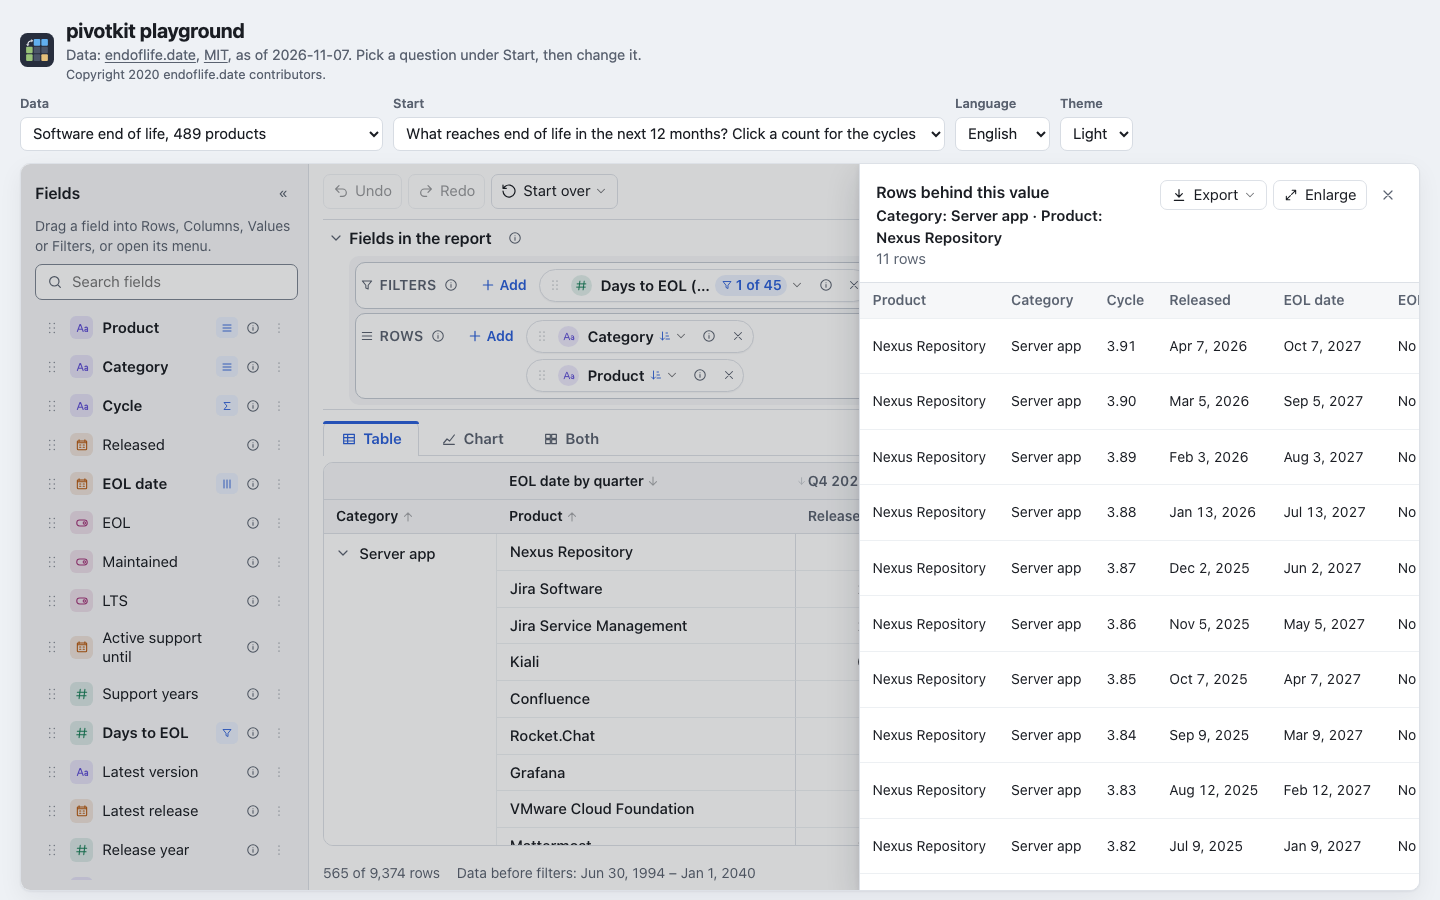 pivotkit playground
Data: endoflife.date, MIT, as of 2026-11-07. Pick a question under Start, then change it.
Copyright 2020 endoflife.date contributors.
Data
Start
Language
Theme
Software end of life, 489 products
What reaches end of life in the next 12 months? Click a count for the cycles
English
Light
Fields
«
Drag a field into Rows, Columns, Values
or Filters, or open its menu.
Search fields
Aa Product
Aa Category
Aa Cycle
Released
EOL date
EOL
Maintained
LTS
Active support
until
# Support years
# Days to EOL
Aa Latest version
Latest release
# Release year
Undo
Redo
Start over
Fields in the report
FILTERS
+ Add
# Days to EOL (... 1 of 45
ROWS
+ Add
Aa Category
Aa Product
Table
Chart
Both
EOL date by quarter ↓
↓ Q4 202
Category ↑
Product ↑
Release
Server app
Nexus Repository
Jira Software
Jira Service Management
Kiali
Confluence
Rocket.Chat
Grafana
VMware Cloud Foundation
Mattermost
565 of 9,374 rows
Data before filters: Jun 30, 1994 – Jan 1, 2040
Rows behind this value
Category: Server app · Product:
Nexus Repository
11 rows
Export
Enlarge
Product Category Cycle Released EOL date EOL
Nexus Repository Server app 3.91 Apr 7, 2026 Oct 7, 2027 No
Nexus Repository Server app 3.90 Mar 5, 2026 Sep 5, 2027 No
Nexus Repository Server app 3.89 Feb 3, 2026 Aug 3, 2027 No
Nexus Repository Server app 3.88 Jan 13, 2026 Jul 13, 2027 No
Nexus Repository Server app 3.87 Dec 2, 2025 Jun 2, 2027 No
Nexus Repository Server app 3.86 Nov 5, 2025 May 5, 2027 No
Nexus Repository Server app 3.85 Oct 7, 2025 Apr 7, 2027 No
Nexus Repository Server app 3.84 Sep 9, 2025 Mar 9, 2027 No
Nexus Repository Server app 3.83 Aug 12, 2025 Feb 12, 2027 No
Nexus Repository Server app 3.82 Jul 9, 2025 Jan 9, 2027 No